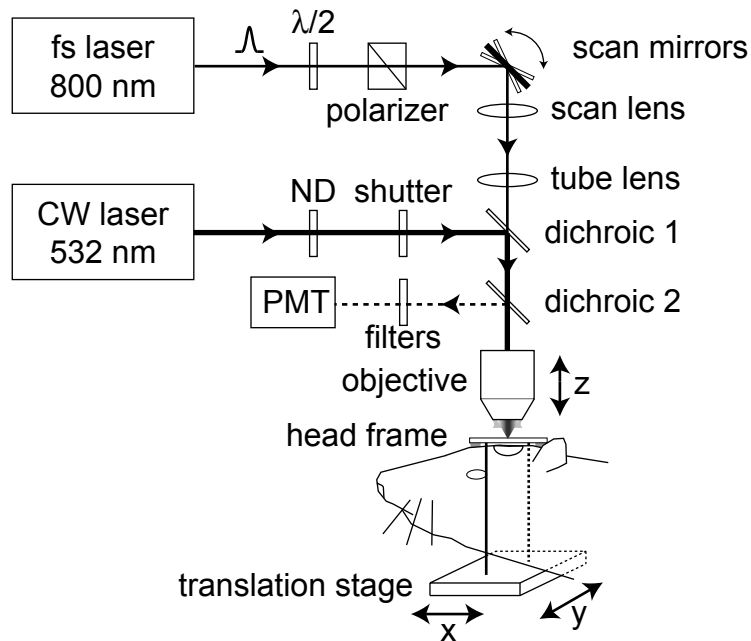 fs laser
800 nm
λ/2
polarizer
scan mirrors
scan lens
tube lens
CW laser
532 nm
ND
shutter
dichroic 1
PMT
filters
dichroic 2
objective
z
head frame
translation stage
x
y